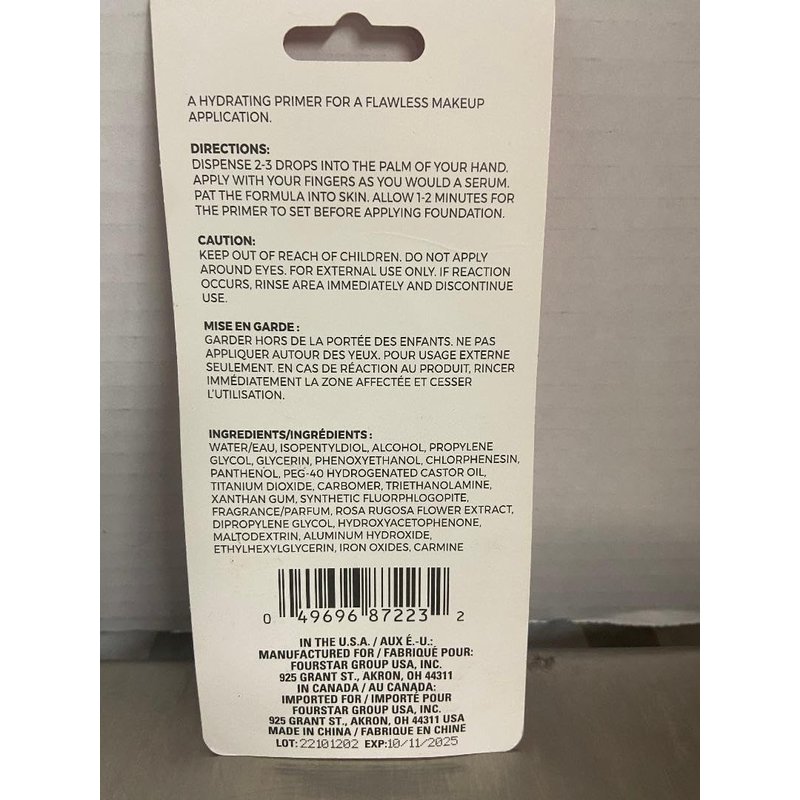 A HYDRATING PRIMER FOR A FLAWLESS MAKEUP
APPLICATION.
DIRECTIONS:
DISPENSE 2-3 DROPS INTO THE PALM OF YOUR HAND.
APPLY WITH YOUR FINGERS AS YOU WOULD A SERUM.
PAT THE FORMULA INTO SKIN. ALLOW 1-2 MINUTES FOR
THE PRIMER TO SET BEFORE APPLYING FOUNDATION.
CAUTION:
KEEP OUT OF REACH OF CHILDREN. DO NOT APPLY
AROUND EYES. FOR EXTERNAL USE ONLY. IF REACTION
OCCURS, RINSE AREA IMMEDIATELY AND DISCONTINUE
USE.
MISE EN GARDE :
GARDER HORS DE LA PORTÉE DES ENFANTS. NE PAS
APPLIQUER AUTOUR DES YEUX. POUR USAGE EXTERNE
SEULEMENT. EN CAS DE RÉACTION AU PRODUIT, RINCER
IMMÉDIATEMENT LA ZONE AFFECTÉE ET CESSER
L'UTILISATION.
INGREDIENTS/INGRÉDIENTS :
WATER/EAU, ISOPENTYLDIOL, ALCOHOL, PROPYLENE
GLYCOL, GLYCERIN, PHENOXYETHANOL, CHLORPHENESIN,
PANTHENOL, PEG-40 HYDROGENATED CASTOR OIL,
TITANIUM DIOXIDE, CARBOMER, TRIETHANOLAMINE,
XANTHAN GUM, SYNTHETIC FLUORPHLOGOPITE,
FRAGRANCE/PARFUM, ROSA RUGOSA FLOWER EXTRACT,
DIPROPYLENE GLYCOL, HYDROXYACETOPHENONE,
MALTODEXTRIN, ALUMINUM HYDROXIDE,
ETHYLHEXYLGLYCERIN, IRON OXIDES, CARMINE
0 49696 87223 2
IN THE U.S.A. / AUX É.-U.:
MANUFACTURED FOR / FABRIQUÉ POUR:
FOURSTAR GROUP USA, INC.
925 GRANT ST., AKRON, OH 44311
IN CANADA / AU CANADA:
IMPORTED FOR / IMPORTÉ POUR
FOURSTAR GROUP USA, INC.
925 GRANT ST., AKRON, OH 44311 USA
MADE IN CHINA / FABRIQUE EN CHINE
LOT: 22101202 EXP:10/11/2025